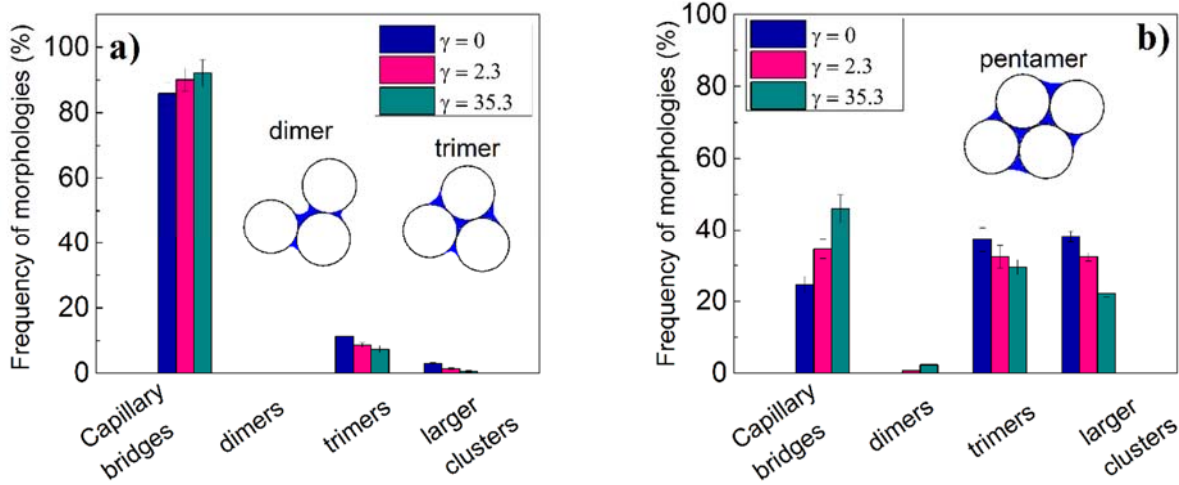 Frequency of morphologies (%)
100
80
60
40
20
0
a)
γ = 0
γ = 2.3
γ = 35.3
dimer
trimer
Capillary
bridges
dimers
trimers
larger
clusters
Frequency of morphologies (%)
100
80
60
40
20
0
γ = 0
γ = 2.3
γ = 35.3
b)
pentamer
Capillary
bridges
dimers
trimers
larger
clusters